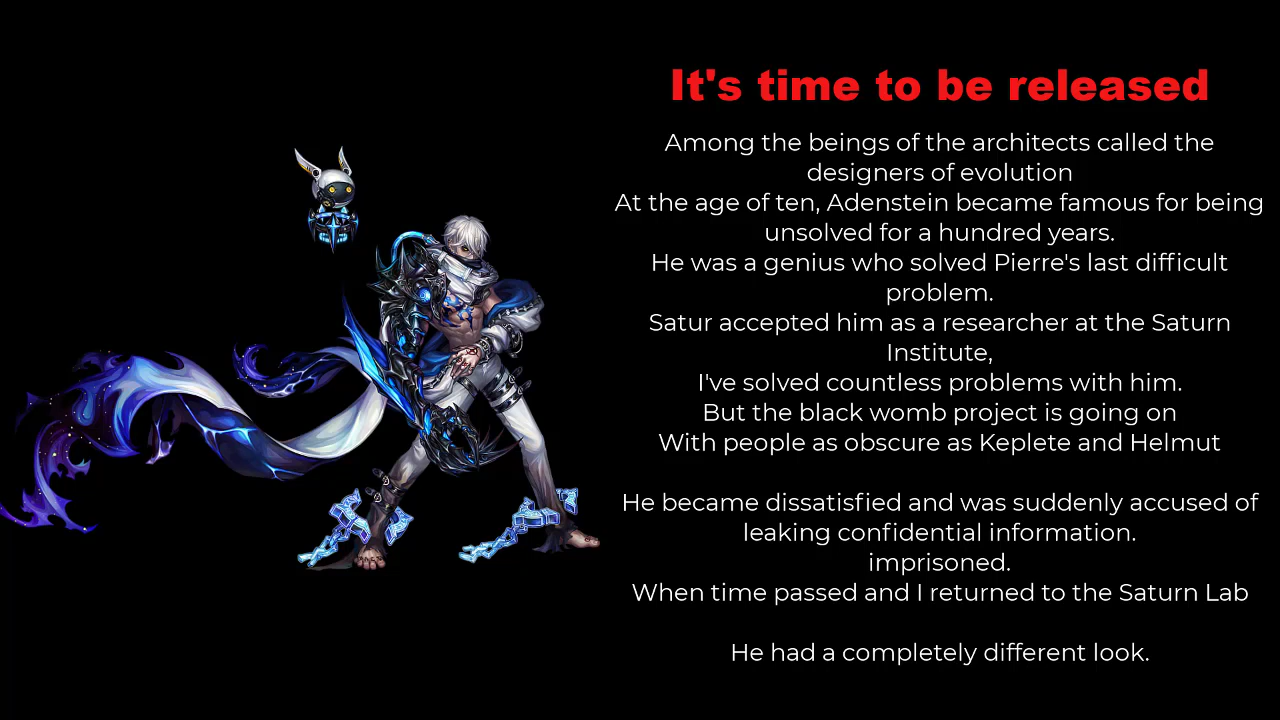 It's time to be released
Among the beings of the architects called the
designers of evolution
At the age of ten, Adenstein became famous for being
unsolved for a hundred years.
He was a genius who solved Pierre's last difficult
problem.
Satur accepted him as a researcher at the Saturn
Institute,
I've solved countless problems with him.
But the black womb project is going on
With people as obscure as Keplete and Helmut
He became dissatisfied and was suddenly accused of
leaking confidential information.
imprisoned.
When time passed and I returned to the Saturn Lab
He had a completely different look.